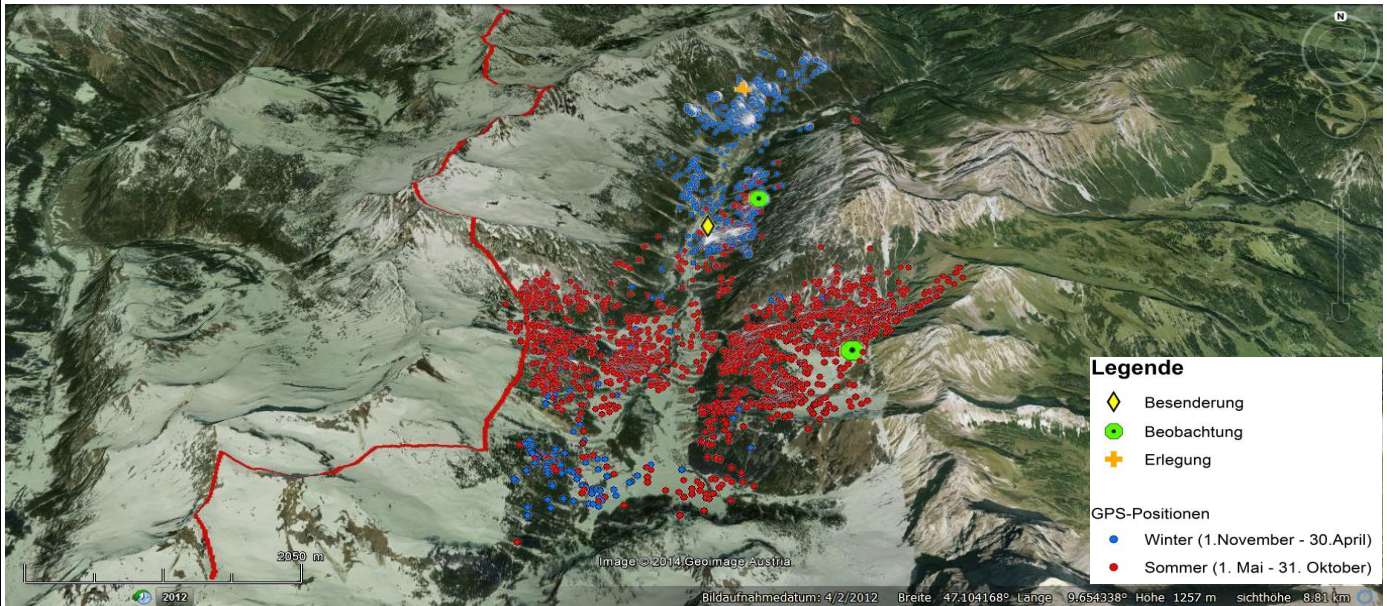 N
Legende
Besenderung
Beobachtung
Erlegung
GPS-Positionen
Winter (1.November - 30.April)
Sommer (1. Mai - 31. Oktober)
2050 m
Image © 2014 Geoimage Austria
2012
Bildaufnahmedatum: 4/2/2012 Breite 47.104168° Länge 9.654338° Höhe 1257 m sichthöhe 8.81 km